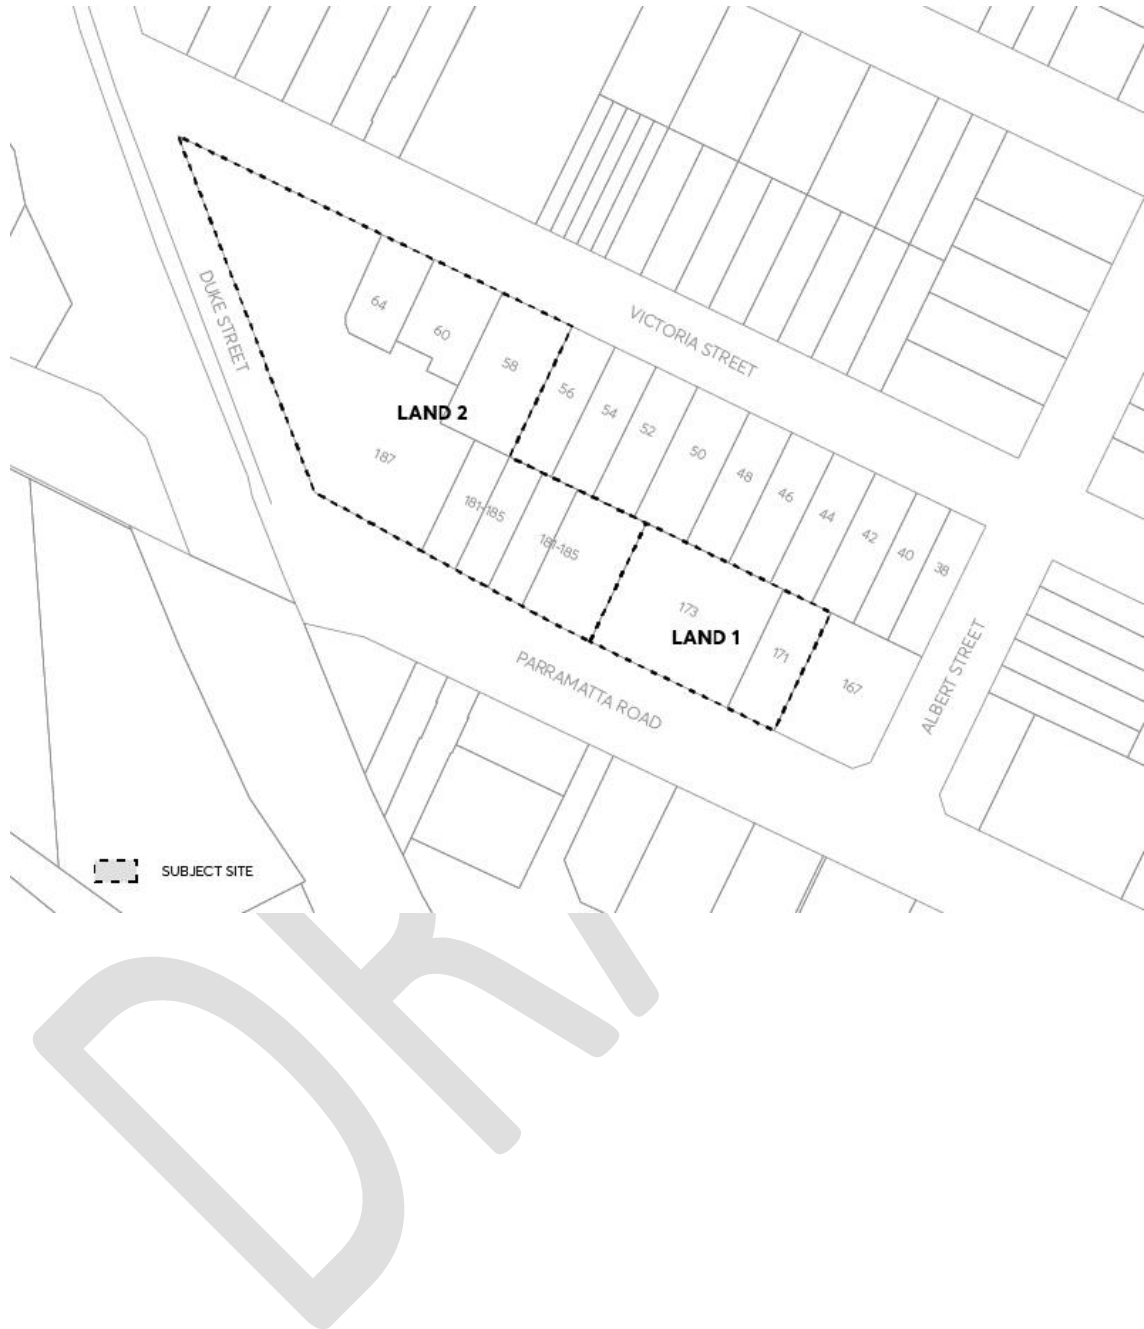 DUKE STREET
VICTORIA STREET
64
60
58
56
54
52
50
48
46
44
42
40
38
LAND 2
187
181-185
181-185
173
LAND 1
171
167
PARRAMATTA ROAD
ALBERT STREET
SUBJECT SITE